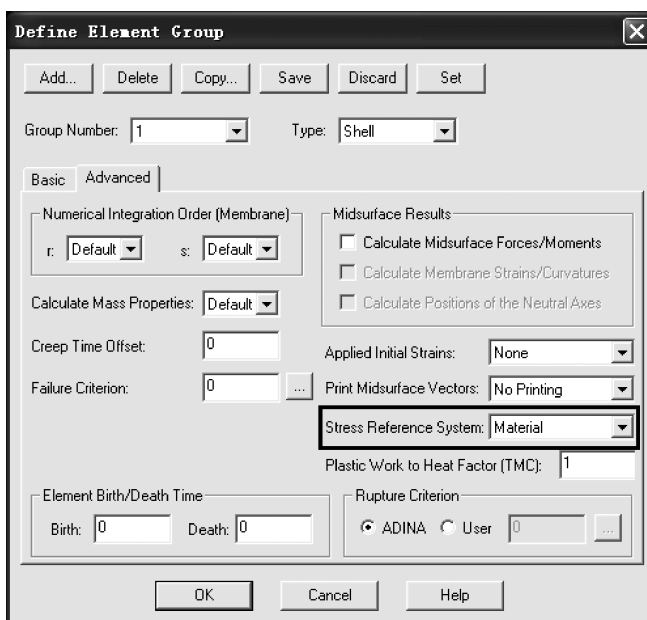 Define Element Group
Add... Delete Copy... Save Discard Set
Group Number: 1 Type: Shell
Basic Advanced
Numerical Integration Order (Membrane)
r: Default s: Default
Calculate Mass Properties: Default
Creep Time Offset: 0
Failure Criterion: 0 ...
Midsurface Results
Calculate Midsurface Forces/Moments
Calculate Membrane Strains/Curvatures
Calculate Positions of the Neutral Axes
Applied Initial Strains: None
Print Midsurface Vectors: No Printing
Stress Reference System: Material
Plastic Work to Heat Factor (TMC): 1
Element Birth/Death Time
Birth: 0 Death: 0
Rupture Criterion
ADINA User 0 ...
OK Cancel Help